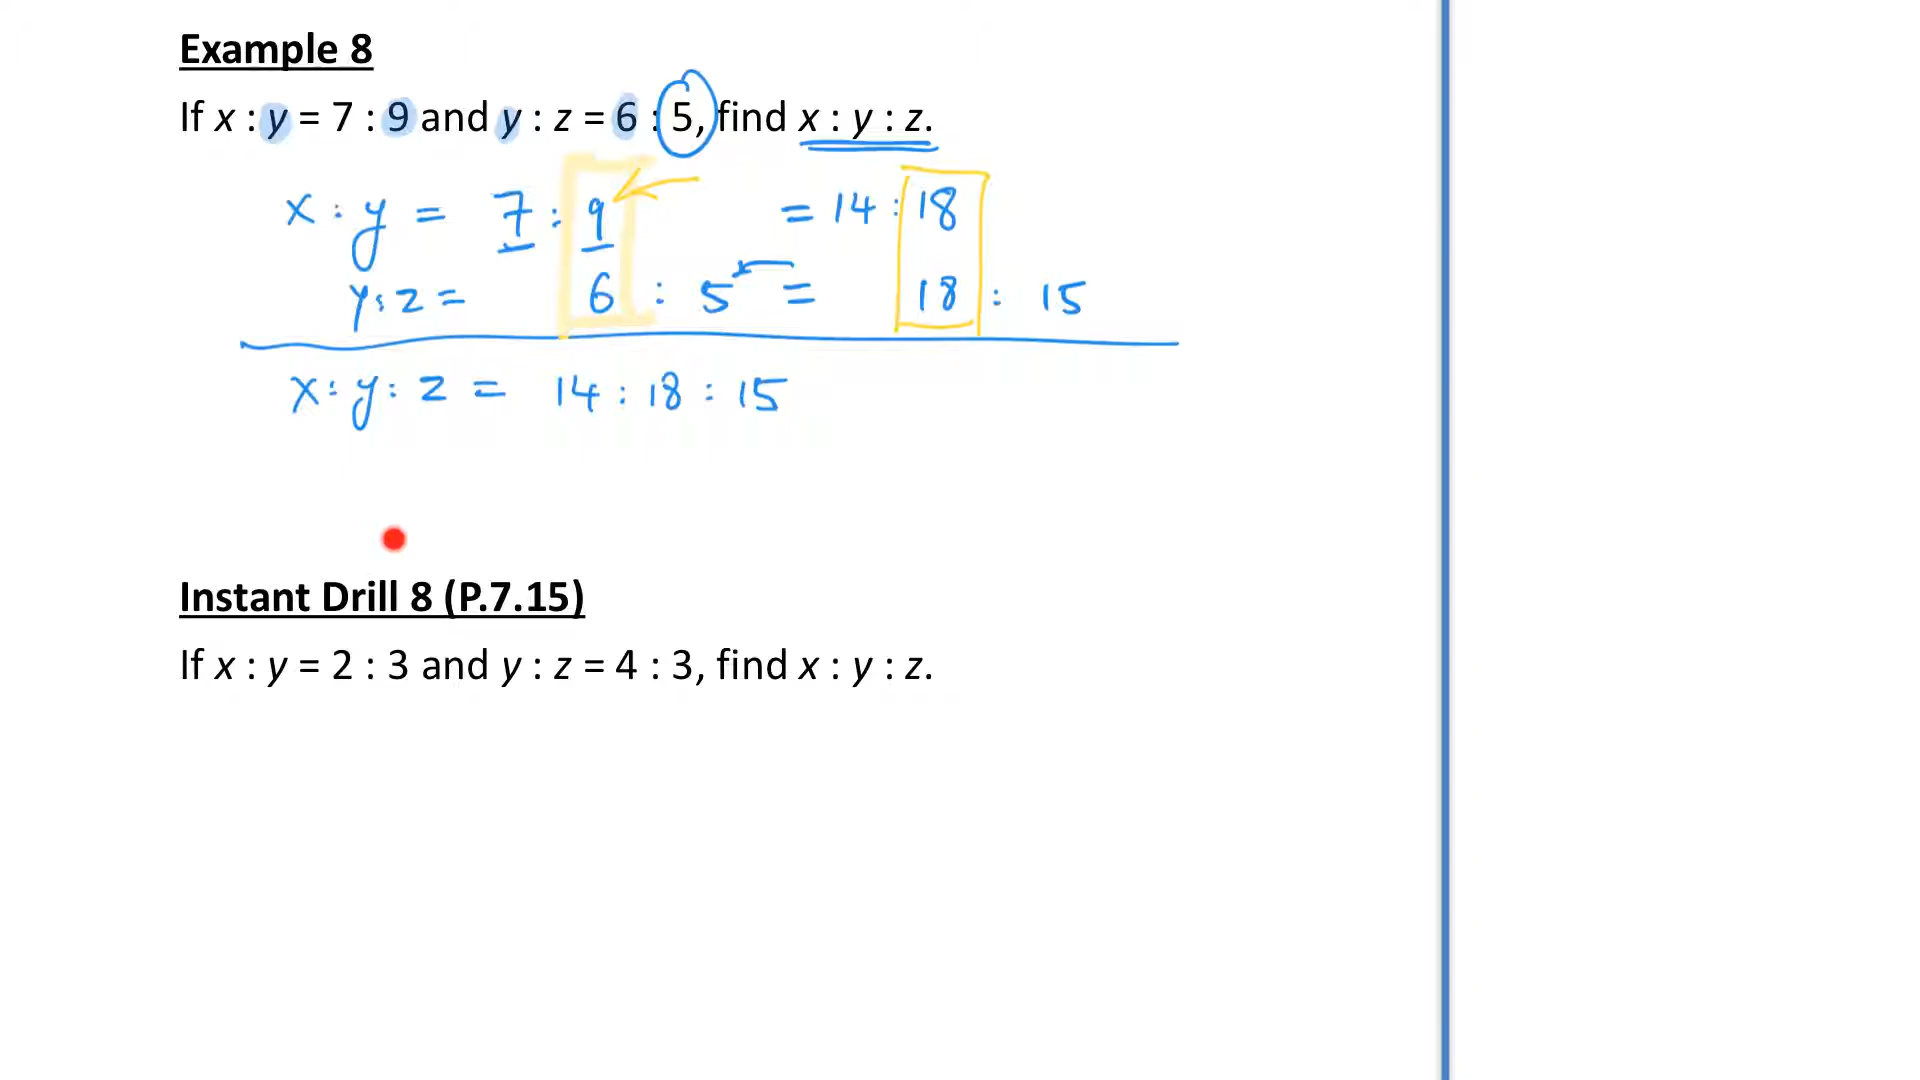 Example 8
If x : y = 7 : 9 and y : z = 6 : 5, find x : y : z.
x : y = 7 : 9 = 14 : 18
y : z = 6 : 5 = 18 : 15
x : y : z = 14 : 18 : 15
Instant Drill 8 (P.7.15)
If x : y = 2 : 3 and y : z = 4 : 3, find x : y : z.